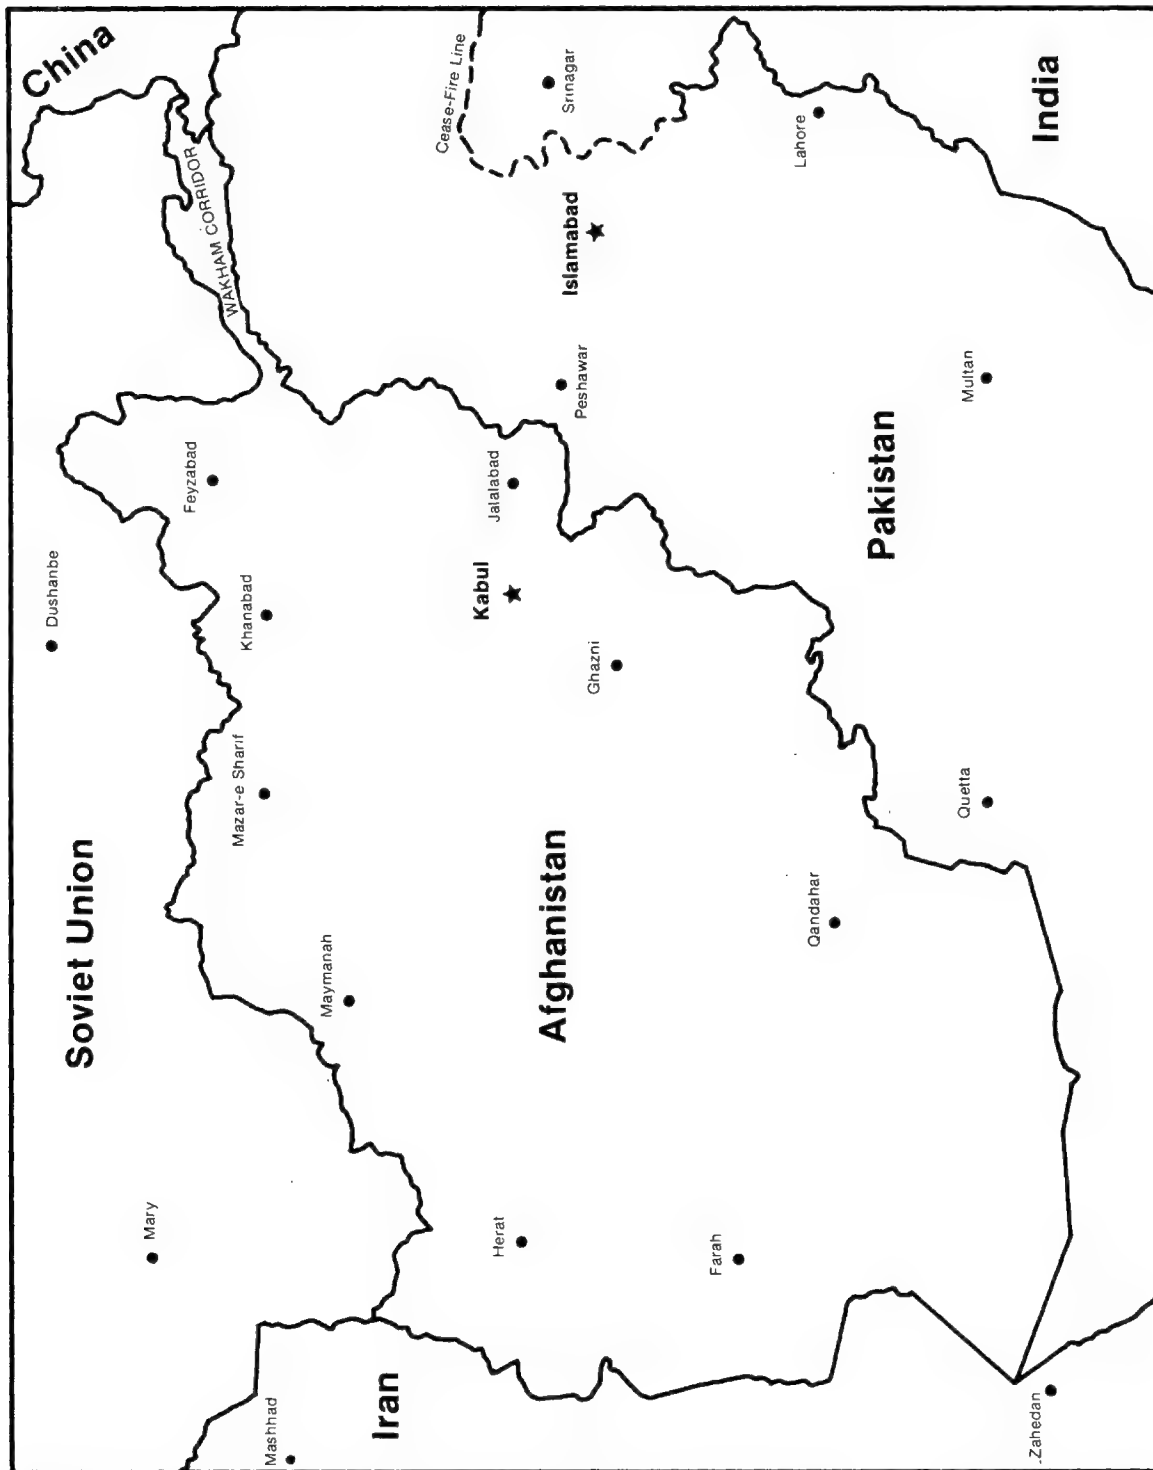 China
Soviet Union
Dushanbe
Mary
WAKHAM CORRIDOR
Feyzabad
Khanabad
Mazar-e Sharif
Maymanah
Mashhad
Iran
Cease-Fire Line
Srinagar
Islamabad
Peshawar
Jalalabad
Kabul
Ghazni
Afghanistan
Herat
Farah
Lahore
India
Multan
Pakistan
Quetta
Qandahar
Zahedan